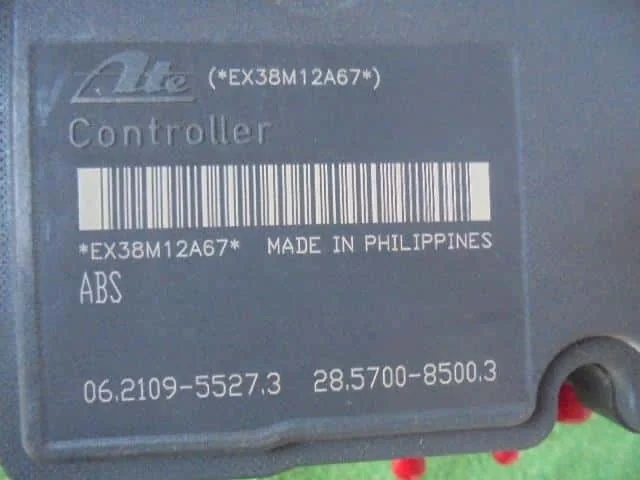 Ate (*EX38M12A67*)
Controller
*EX38M12A67* MADE IN PHILIPPINES
ABS
06.2109-5527.3 28.5700-8500.3